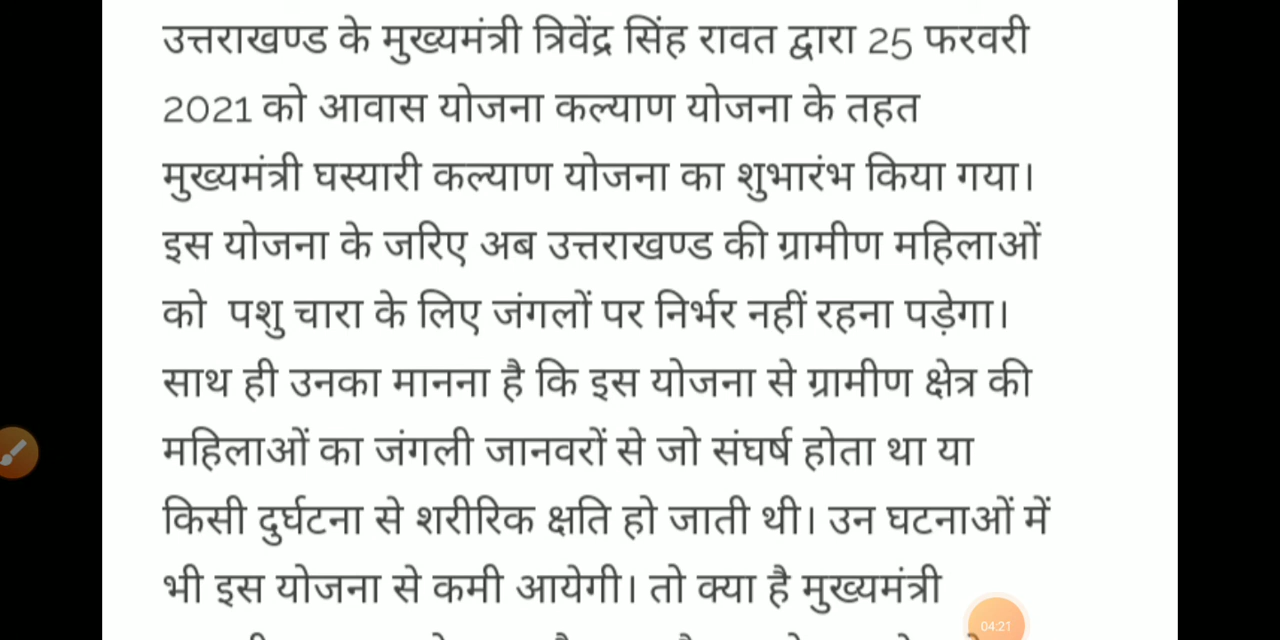 उत्तराखण्ड के मुख्यमंत्री त्रिवेंद्र सिंह रावत द्वारा 25 फरवरी
2021 को आवास योजना कल्याण योजना के तहत
मुख्यमंत्री घस्यारी कल्याण योजना का शुभारंभ किया गया।
इस योजना के जरिए अब उत्तराखण्ड की ग्रामीण महिलाओं
को पशु चारा के लिए जंगलों पर निर्भर नहीं रहना पड़ेगा।
साथ ही उनका मानना है कि इस योजना से ग्रामीण क्षेत्र की
महिलाओं का जंगली जानवरों से जो संघर्ष होता था या
किसी दुर्घटना से शरीरिक क्षति हो जाती थी। उन घटनाओं में
भी इस योजना से कमी आयेगी। तो क्या है मुख्यमंत्री
04:21